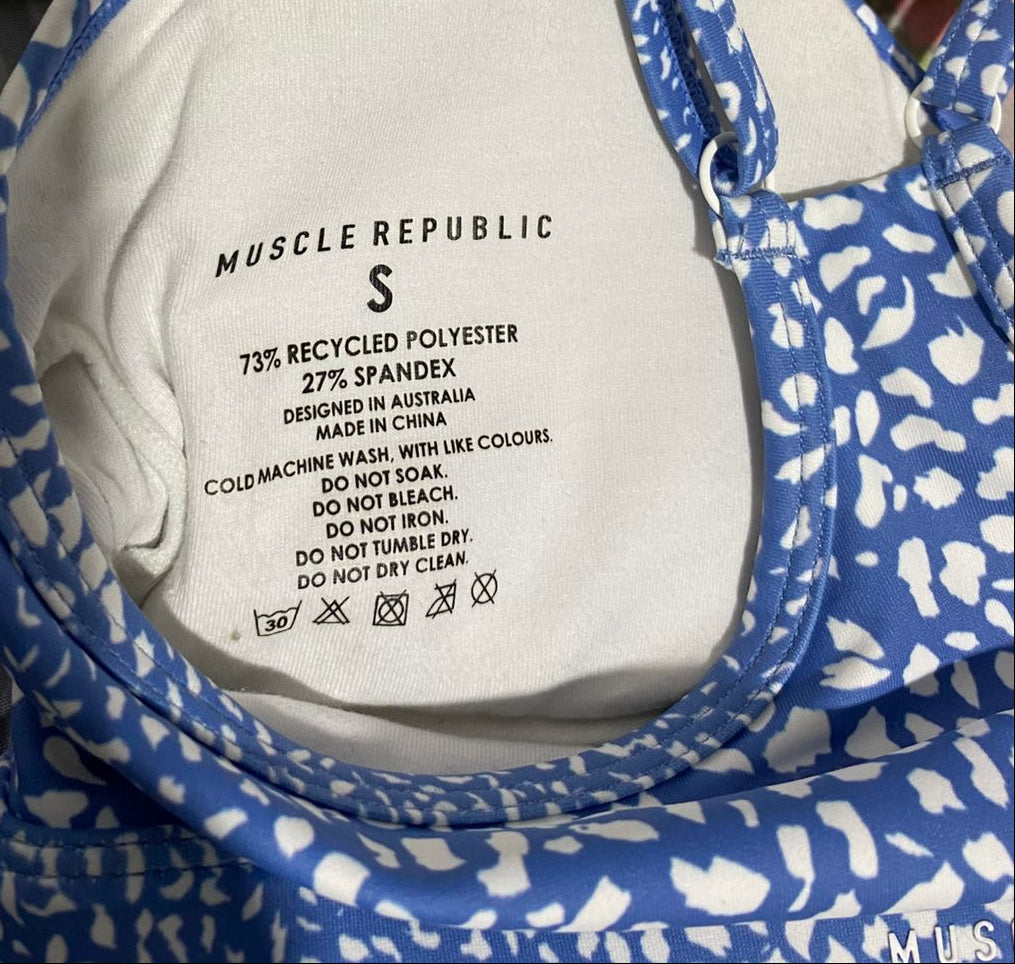 MUSCLE REPUBLIC
S
73% RECYCLED POLYESTER
27% SPANDEX
DESIGNED IN AUSTRALIA
MADE IN CHINA
COLD MACHINE WASH, WITH LIKE COLOURS.
DO NOT SOAK.
DO NOT BLEACH.
DO NOT IRON.
DO NOT TUMBLE DRY.
DO NOT DRY CLEAN.
30
MUS